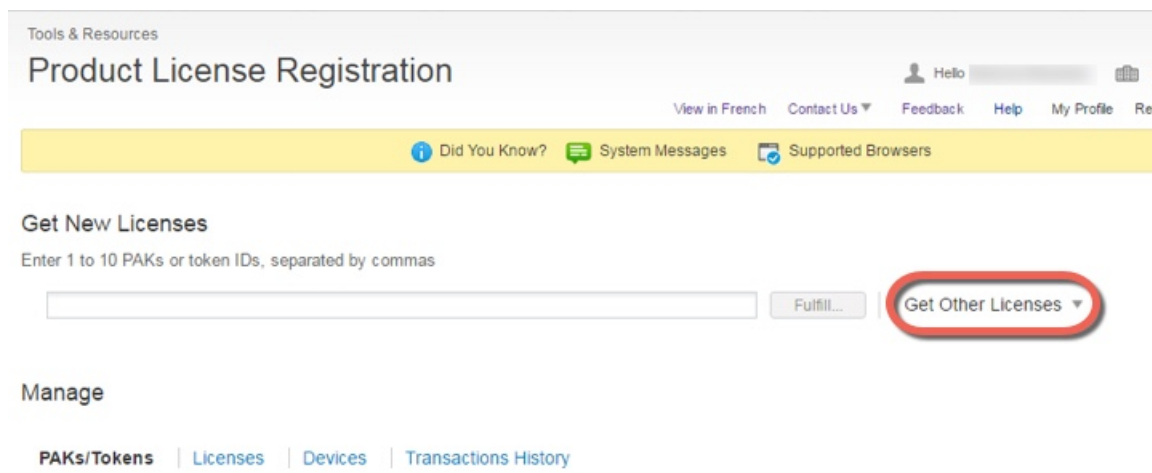 Tools & Resources
Product License Registration
Hello
View in French Contact Us Feedback Help My Profile Re
Did You Know? System Messages Supported Browsers
Get New Licenses
Enter 1 to 10 PAKs or token IDs, separated by commas
Fulfill... Get Other Licenses
Manage
PAKs/Tokens Licenses Devices Transactions History